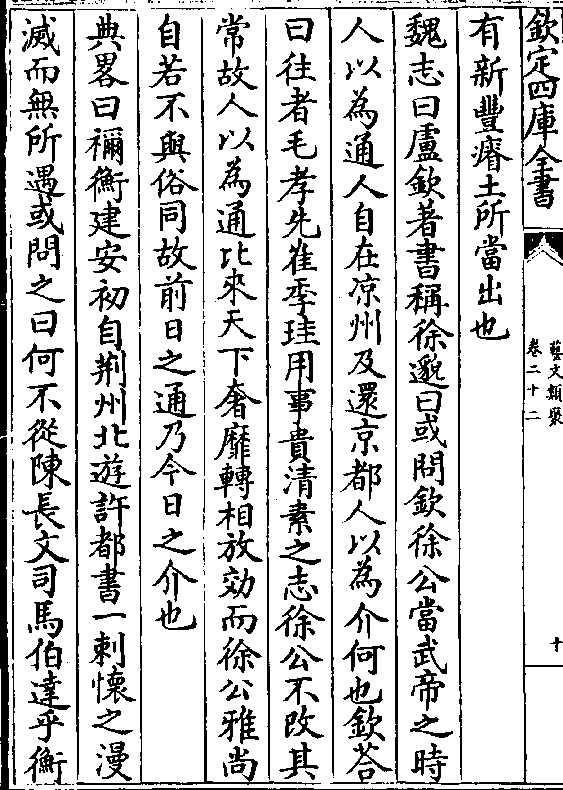 欽定四庫全書
藝文類聚
卷二十二
十
有新豐瘠土所當出也
魏志曰盧欽著書稱徐邈曰或問欽徐公當武帝之時
人以為通人自在凉州及還京都人以為介何也欽荅
曰往者毛孝先崔季珪用事貴清素之志徐公不改其
常故人以為通比來天下奢靡轉相放効而徐公雅尚
自若不與俗同故前日之通乃今日之介也
典畧曰禰衡建安初自荆州北遊許都書一刺懷之漫
滅而無所遇或問之曰何不從陳長文司馬伯達乎衡